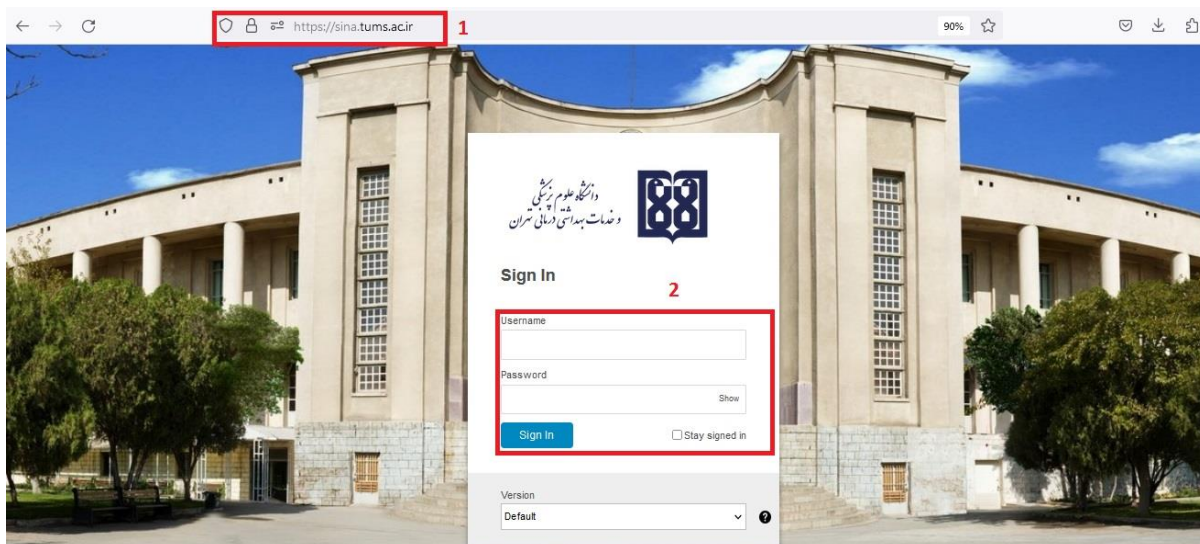 https://sina.tums.ac.ir
1
90%
دانشگاه علوم پزشکی
و خدمات بهداشتی درمانی تهران
Sign In
2
Username
Password
Show
Sign In
Stay signed in
Version
Default
?